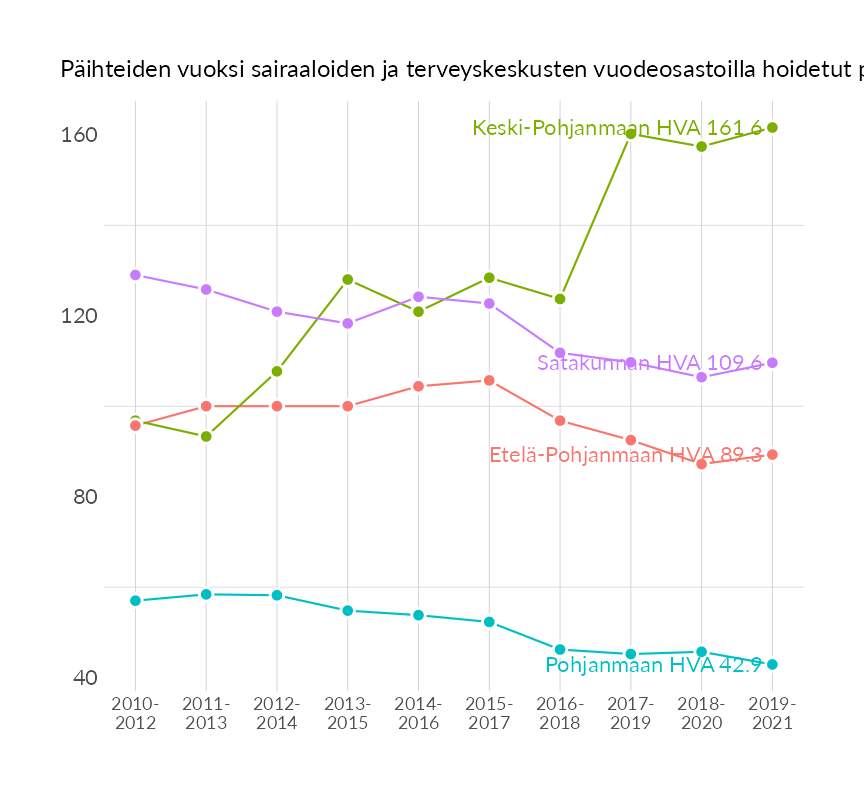 Päihteiden vuoksi sairaaloiden ja terveyskeskusten vuodeosastoilla hoidetut
160
120
80
40
Keski-Pohjanmaan HVA 161.6
Satakunnan HVA 109.6
Etelä-Pohjanmaan HVA 89.3
Pohjanmaan HVA 42.9
2010- 2011- 2012- 2013- 2014- 2015- 2016- 2017- 2018- 2019-
2012 2013 2014 2015 2016 2017 2018 2019 2020 2021